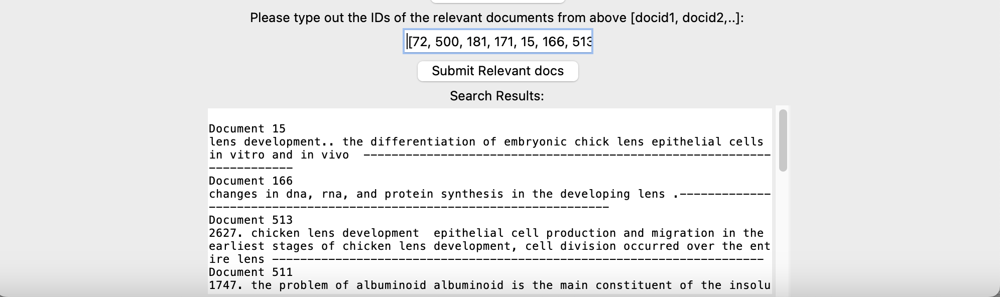 Please type out the IDs of the relevant documents from above [docid1, docid2,..]:
[72, 500, 181, 171, 15, 166, 513
Submit Relevant docs
Search Results:
Document 15
lens development.. the differentiation of embryonic chick lens epithelial cells
in vitro and in vivo  ----------------------------------------------------------
------------
Document 166
changes in dna, rna, and protein synthesis in the developing lens .-------------
---------------------------------------------------------
Document 513
2627. chicken lens development  epithelial cell production and migration in the
earliest stages of chicken lens development, cell division occurred over the ent
ire lens ----------------------------------------------------------------------
Document 511
1747. the problem of albuminoid albuminoid is the main constituent of the insolu